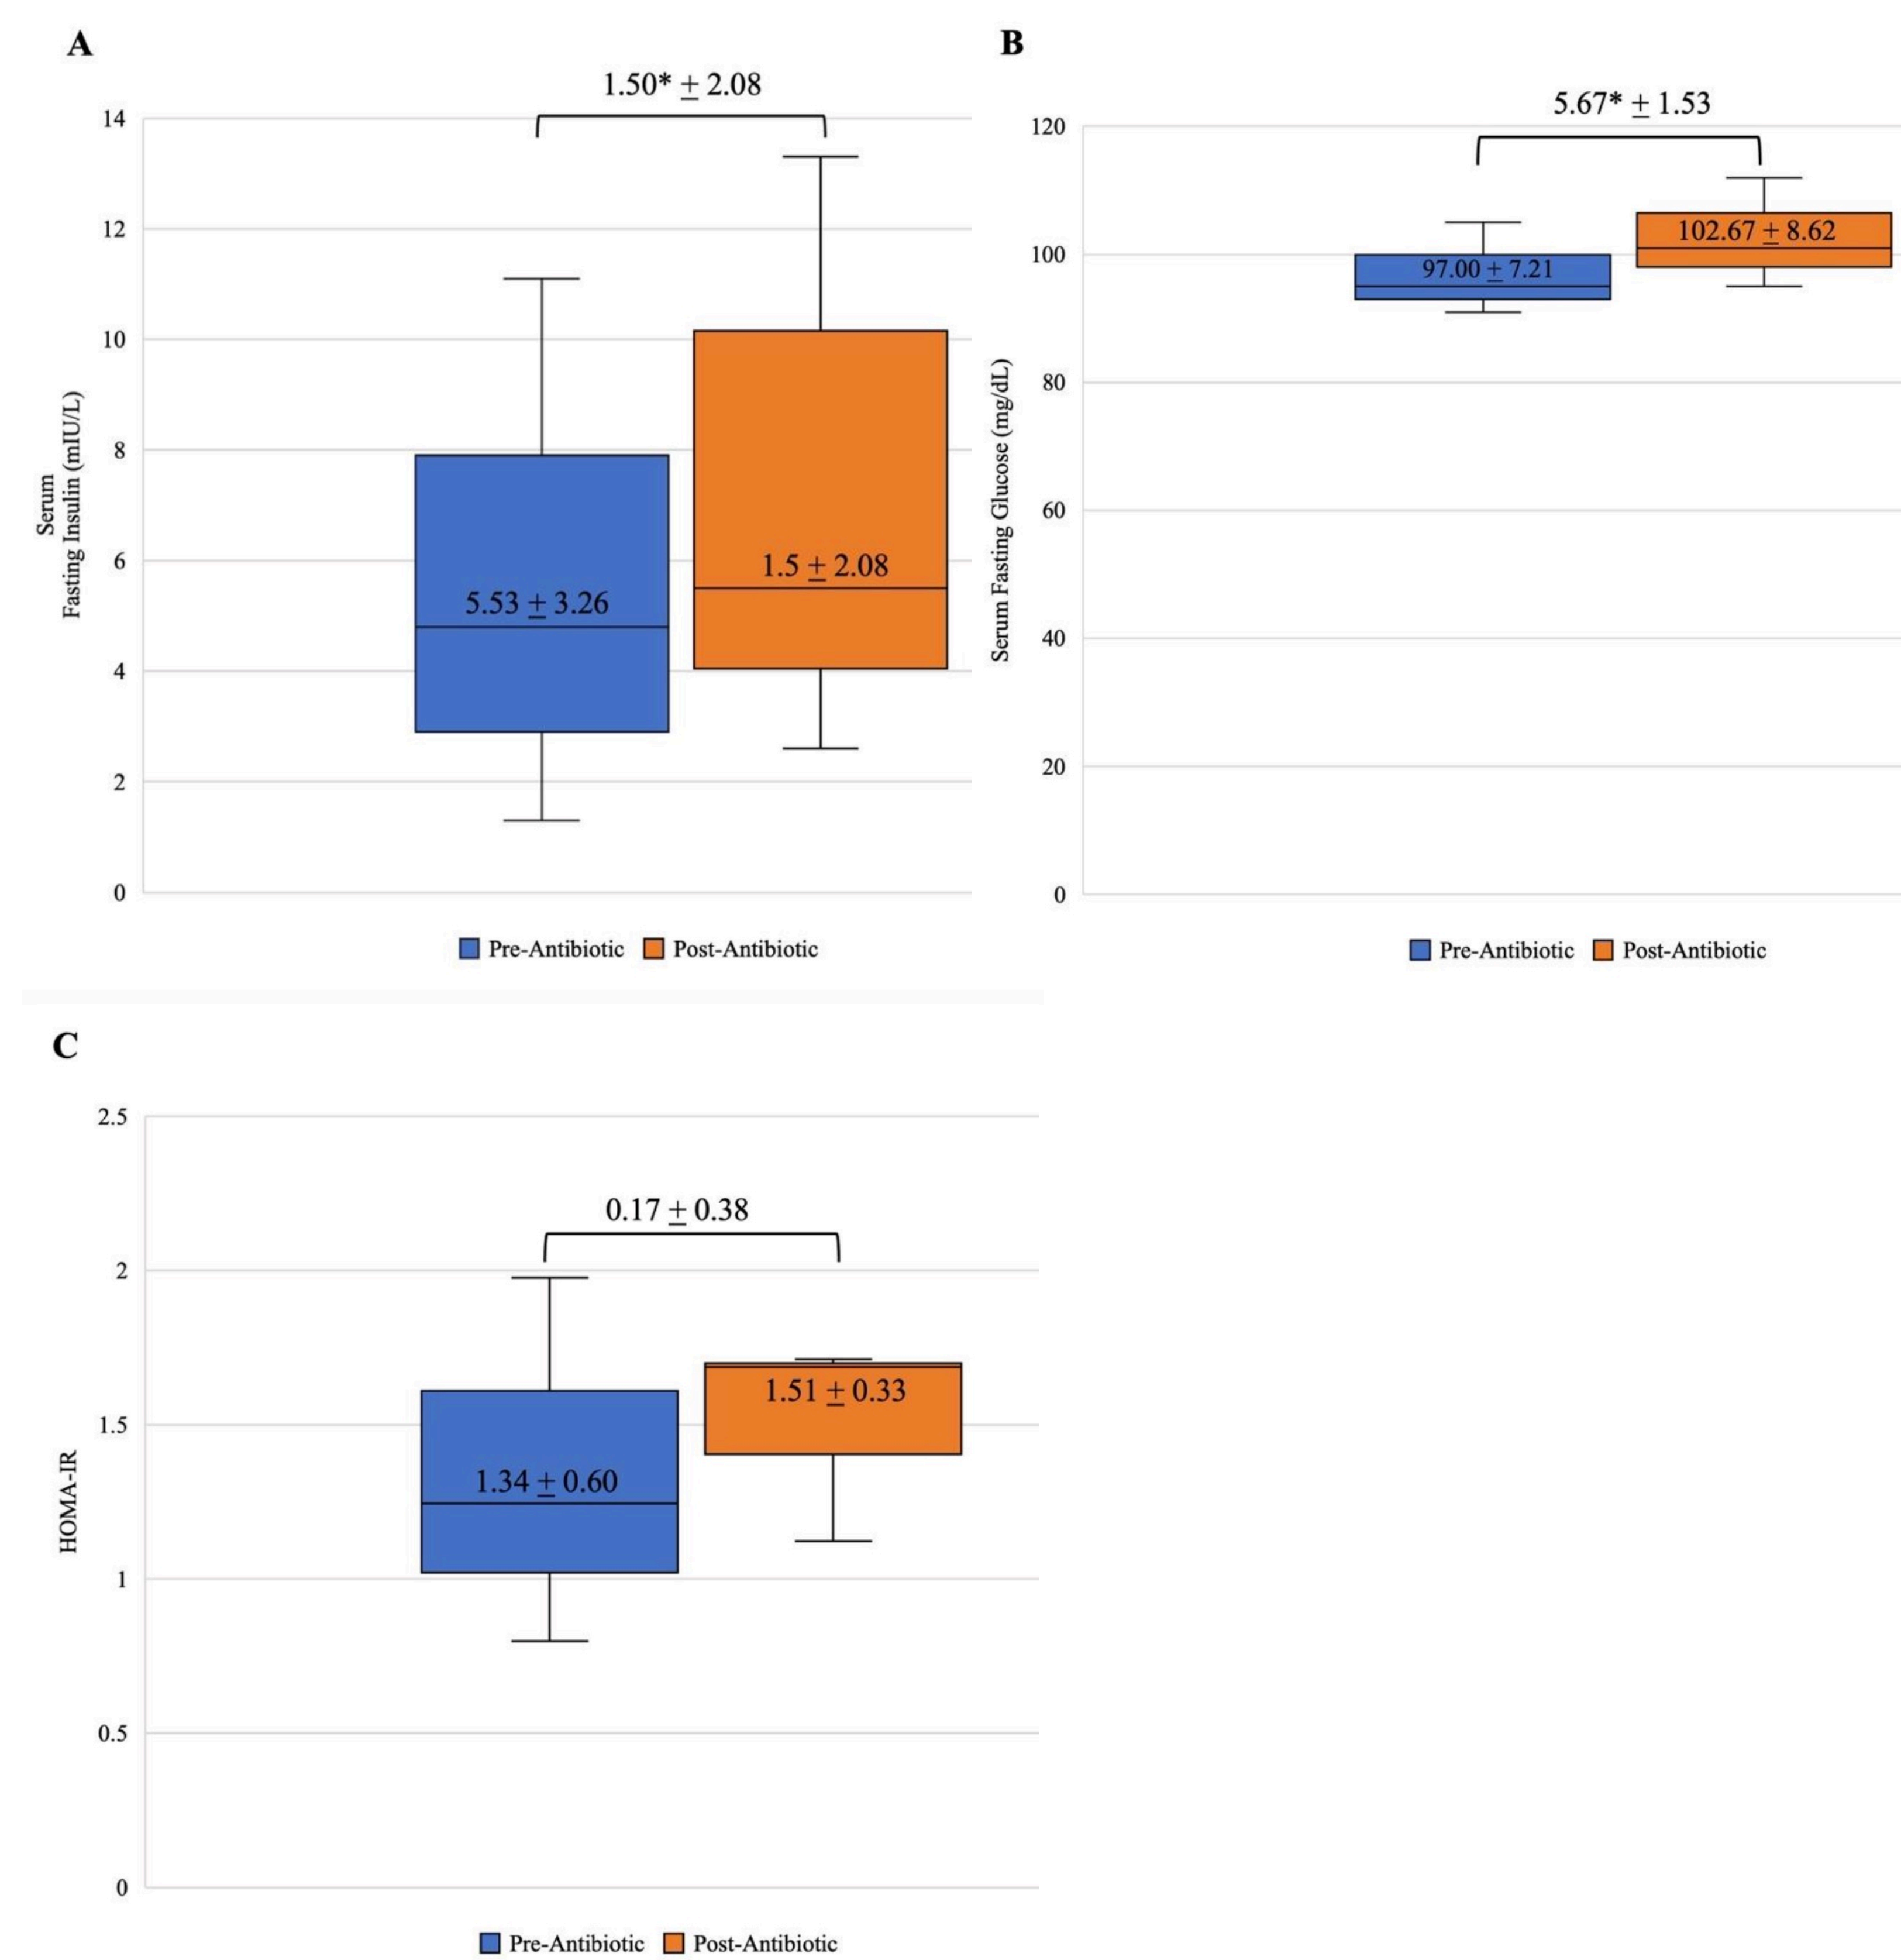 A
1.50* ± 2.08
14
12
10
8
6
4
2
0
Serum
Fasting Insulin (mIU/L)
5.53 ± 3.26
1.5 ± 2.08
Pre-Antibiotic
Post-Antibiotic
B
5.67* ± 1.53
120
100
80
60
40
20
0
Serum Fasting Glucose (mg/dL)
97.00 ± 7.21
102.67 ± 8.62
Pre-Antibiotic
Post-Antibiotic
C
2.5
2
1.5
1
0.5
0
HOMA-IR
0.17 ± 0.38
1.34 ± 0.60
1.51 ± 0.33
Pre-Antibiotic
Post-Antibiotic